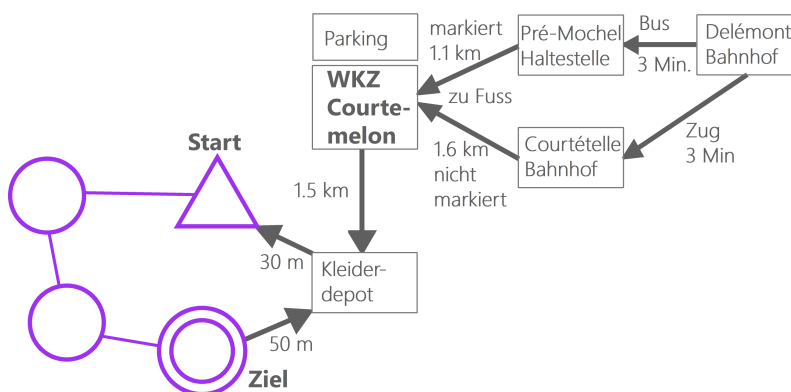 Parking
WKZ
Courte-
melon
markiert
1.1 km
zu Fuss
1.6 km
nicht
markiert
Pré-Mochel
Haltestelle
Bus
3 Min.
Delémont
Bahnhof
Zug
3 Min
Courtételle
Bahnhof
Start
1.5 km
30 m
Kleider-
depot
50 m
Ziel